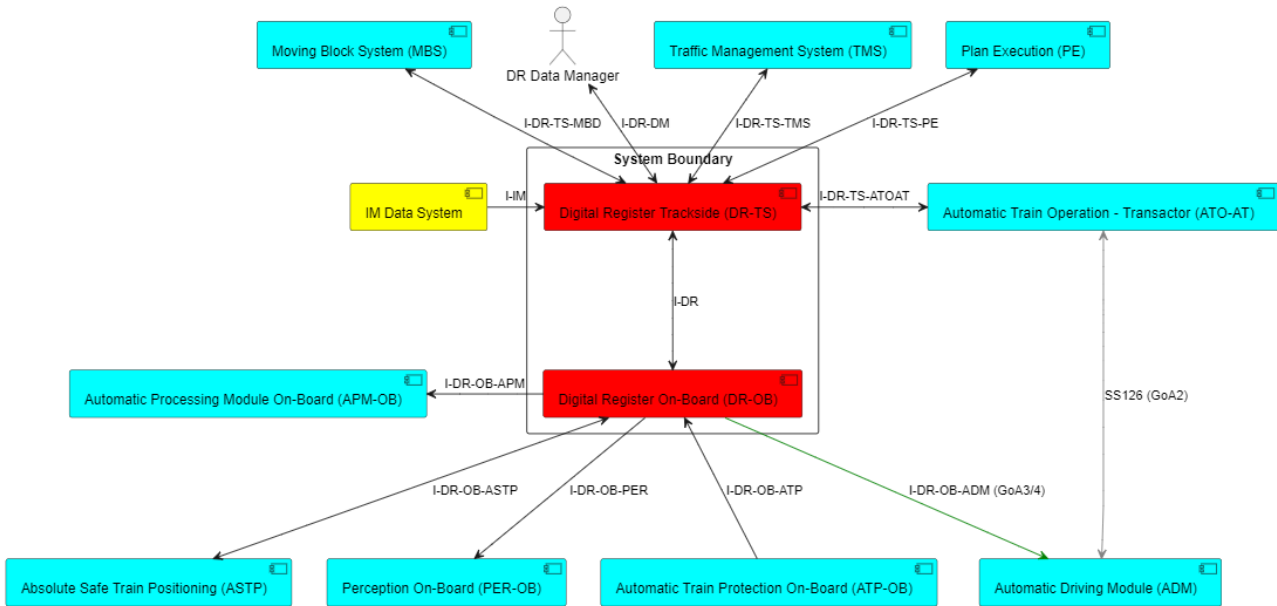 Moving Block System (MBS)
DR Data Manager
Traffic Management System (TMS)
Plan Execution (PE)
I-DR-TS-MBD
I-DR-DM
I-DR-TS-TMS
I-DR-TS-PE
System Boundary
IM Data System
I-IM
Digital Register Trackside (DR-TS)
I-DR-TS-ATOAT
Automatic Train Operation - Transactor (ATO-AT)
I-DR
Automatic Processing Module On-Board (APM-OB)
I-DR-OB-APM
Digital Register On-Board (DR-OB)
SS126 (GoA2)
I-DR-OB-ASTP
I-DR-OB-PER
I-DR-OB-ATP
I-DR-OB-ADM (GoA3/4)
Absolute Safe Train Positioning (ASTP)
Perception On-Board (PER-OB)
Automatic Train Protection On-Board (ATP-OB)
Automatic Driving Module (ADM)